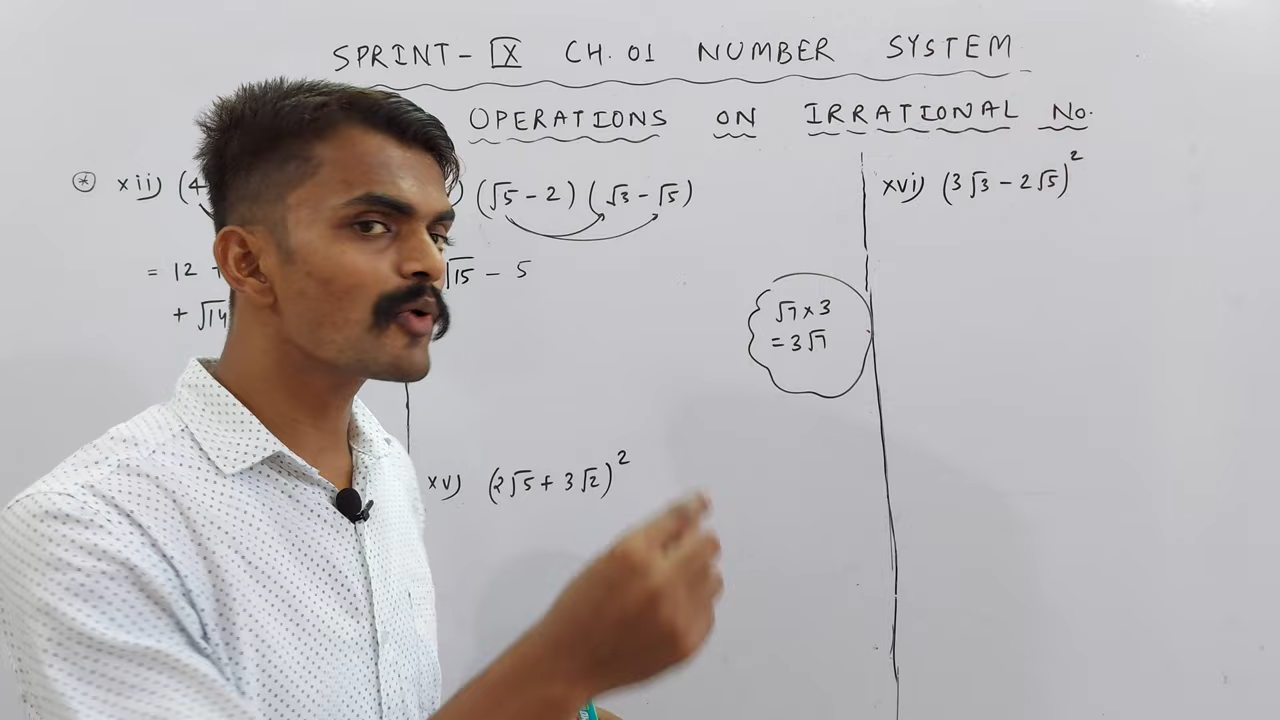 SPRINT - IX CH. 01 NUMBER SYSTEM
OPERATIONS ON IRRATIONAL No.
* xii) (4
) (√5 - 2) (√3 - √5)
= 12 +
√15 - 5
+ √14
√7 × 3
= 3√7
xv) (2√5 + 3√2)²
xvi) (3√3 - 2√5)²